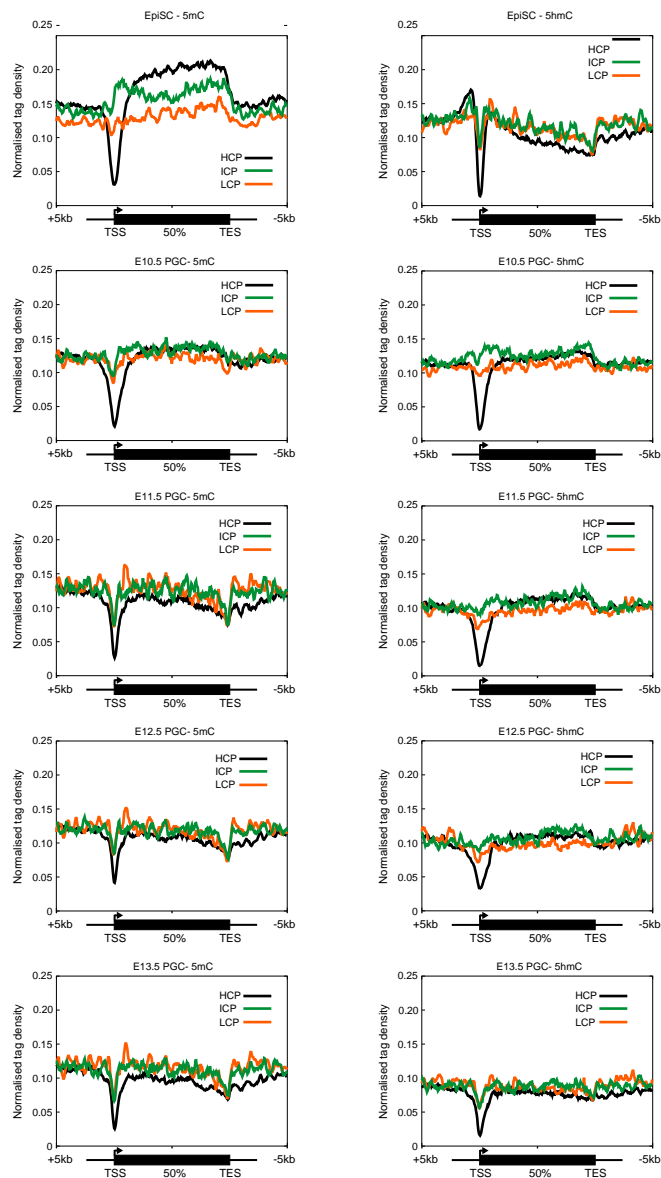 EpiSC - 5mC
Normalised tag density
0.25
0.20
0.15
0.10
0.05
0
HCP
ICP
LCP
+5kb
TSS
50%
TES
-5kb
EpiSC - 5hmC
Normalised tag density
0.25
0.20
0.15
0.10
0.05
0
HCP
ICP
LCP
+5kb
TSS
50%
TES
-5kb
E10.5 PGC- 5mC
Normalised tag density
0.25
0.20
0.15
0.10
0.05
0
HCP
ICP
LCP
+5kb
TSS
50%
TES
-5kb
E10.5 PGC- 5hmC
Normalised tag density
0.25
0.20
0.15
0.10
0.05
0
HCP
ICP
LCP
+5kb
TSS
50%
TES
-5kb
E11.5 PGC- 5mC
Normalised tag density
0.25
0.20
0.15
0.10
0.05
0
HCP
ICP
LCP
+5kb
TSS
50%
TES
-5kb
E11.5 PGC- 5hmC
Normalised tag density
0.25
0.20
0.15
0.10
0.05
0
HCP
ICP
LCP
+5kb
TSS
50%
TES
-5kb
E12.5 PGC- 5mC
Normalised tag density
0.25
0.20
0.15
0.10
0.05
0
HCP
ICP
LCP
+5kb
TSS
50%
TES
-5kb
E12.5 PGC- 5hmC
Normalised tag density
0.25
0.20
0.15
0.10
0.05
0
HCP
ICP
LCP
+5kb
TSS
50%
TES
-5kb
E13.5 PGC- 5mC
Normalised tag density
0.25
0.20
0.15
0.10
0.05
0
HCP
ICP
LCP
+5kb
TSS
50%
TES
-5kb
E13.5 PGC- 5hmC
Normalised tag density
0.25
0.20
0.15
0.10
0.05
0
HCP
ICP
LCP
+5kb
TSS
50%
TES
-5kb